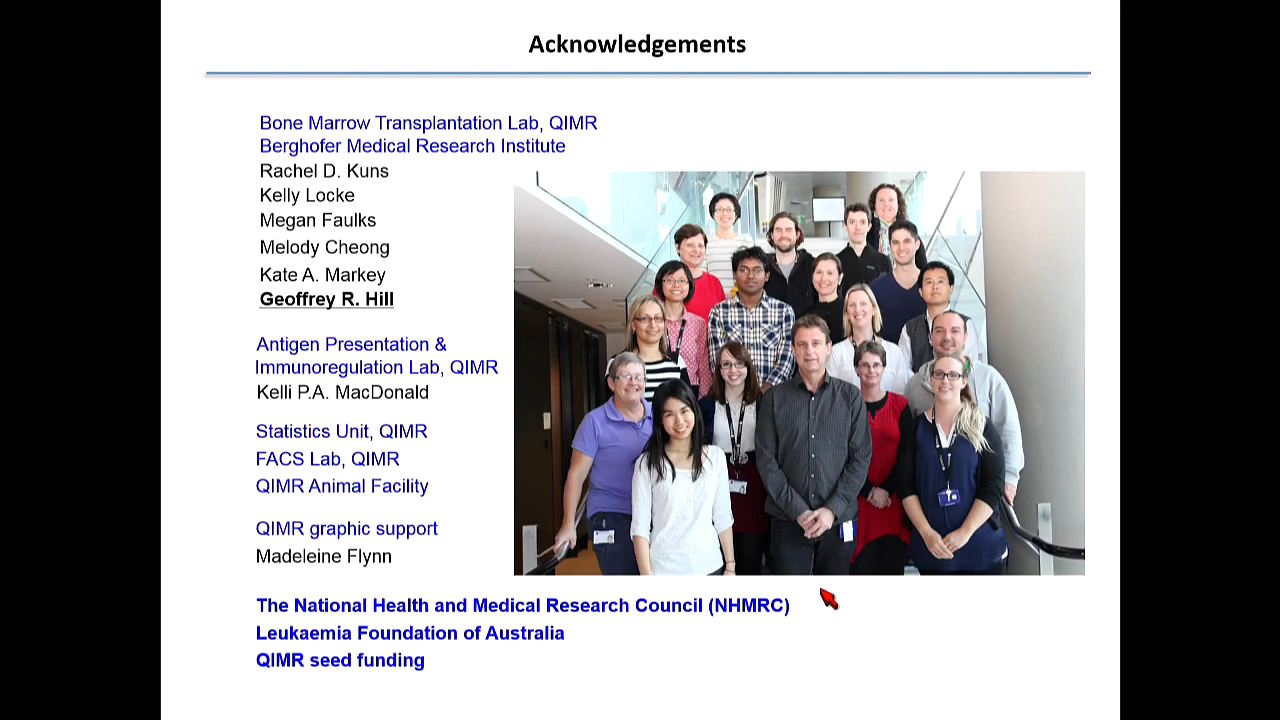 Acknowledgements
Bone Marrow Transplantation Lab, QIMR
Berghofer Medical Research Institute
Rachel D. Kuns
Kelly Locke
Megan Faulks
Melody Cheong
Kate A. Markey
Geoffrey R. Hill
Antigen Presentation &
Immunoregulation Lab, QIMR
Kelli P.A. MacDonald
Statistics Unit, QIMR
FACS Lab, QIMR
QIMR Animal Facility
QIMR graphic support
Madeleine Flynn
The National Health and Medical Research Council (NHMRC)
Leukaemia Foundation of Australia
QIMR seed funding